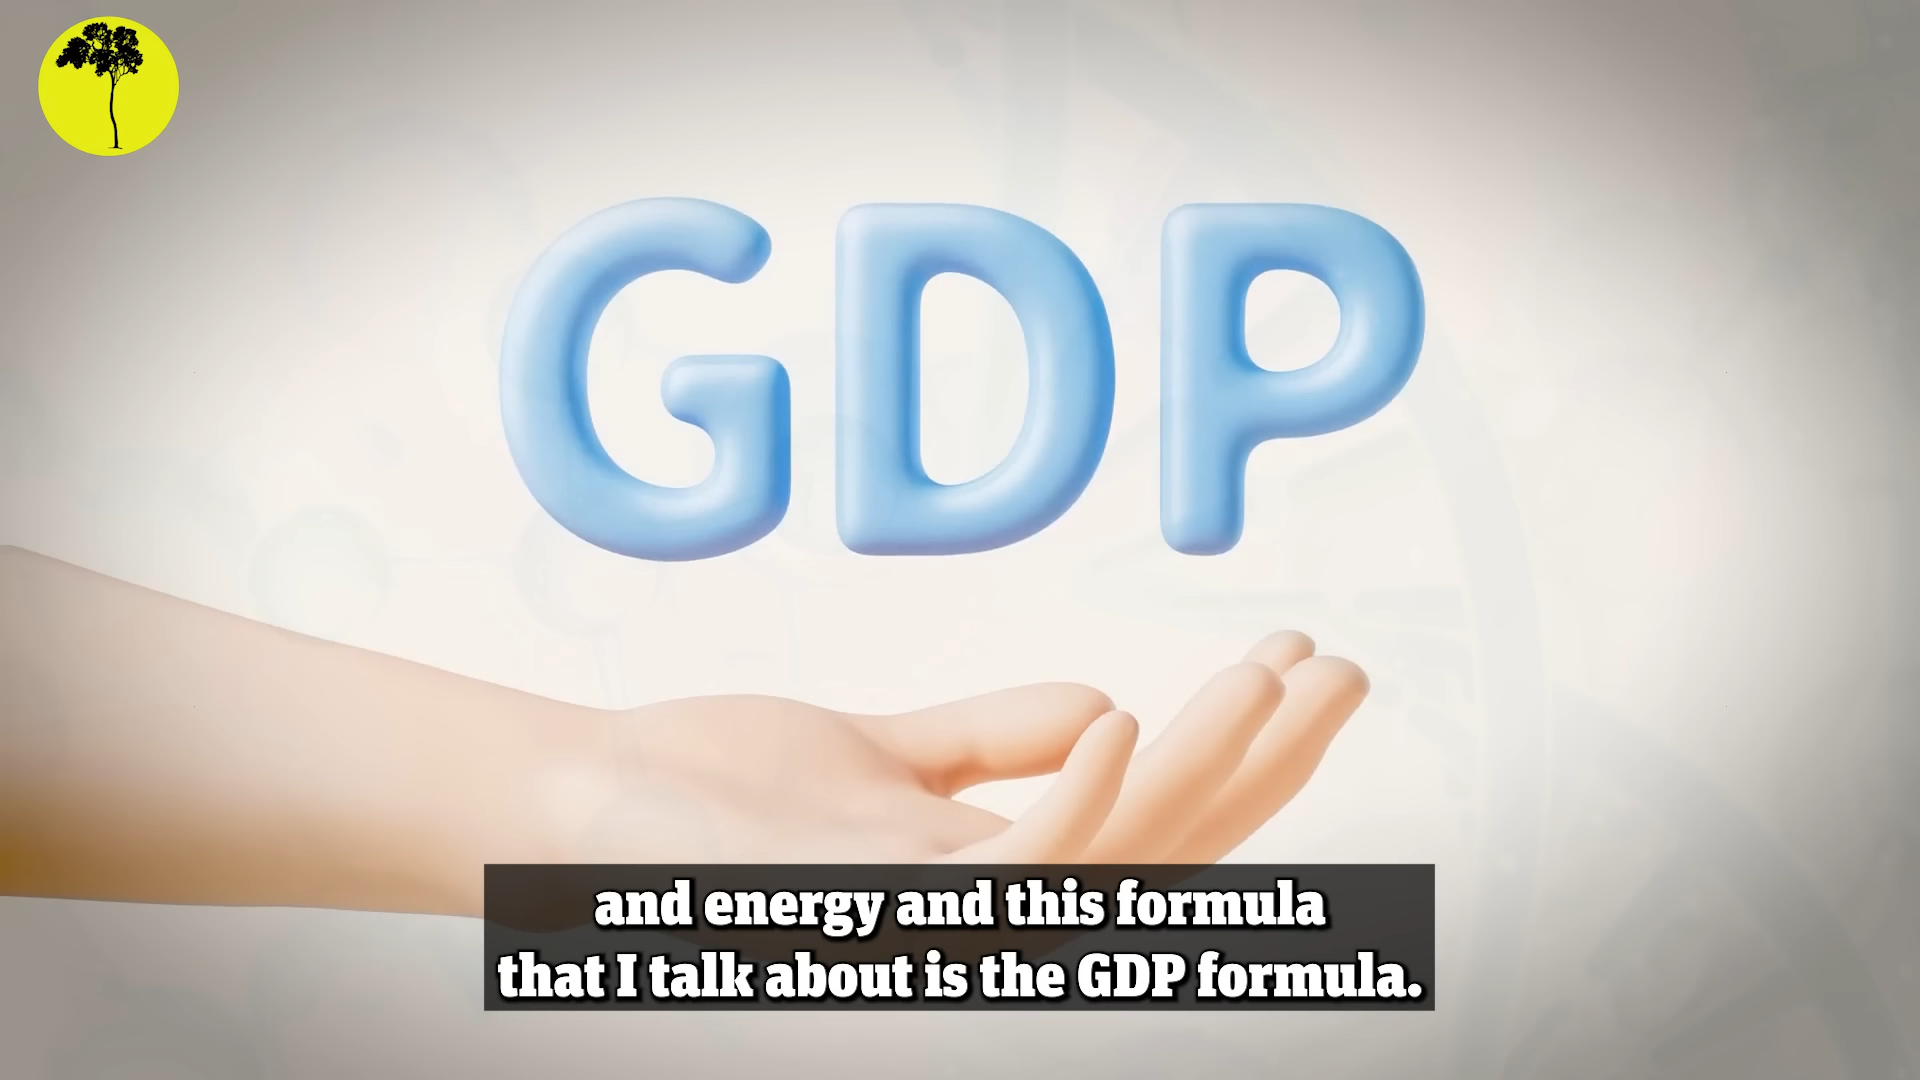 GDP
and energy and this formula
that I talk about is the GDP formula.